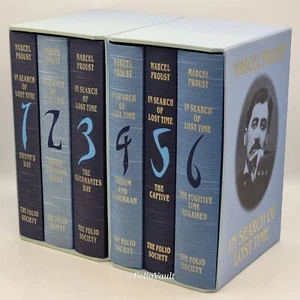 MARCEL
PROUST
IN SEARCH
OF LOST
TIME
1
SWANN'S
WAY
THE FOLIO
SOCIETY
MARCEL
PROUST
IN SEARCH
OF LOST
TIME
2
THE FOLIO
SOCIETY
MARCEL
PROUST
IN SEARCH
OF LOST
TIME
3
THE
GUERMANTES
WAY
THE FOLIO
SOCIETY
MARCEL
PROUST
IN SEARCH
OF LOST
TIME
4
SODOM AND
GOMORRAH
THE FOLIO
SOCIETY
MARCEL
PROUST
IN SEARCH
OF LOST
TIME
5
THE
CAPTIVE
THE FOLIO
SOCIETY
MARCEL
PROUST
IN SEARCH
OF LOST
TIME
6
THE FUGITIVE
TIME
REGAINED
THE FOLIO
SOCIETY
MARCEL PROUST
IN SEARCH OF
LOST TIME
FolioVault